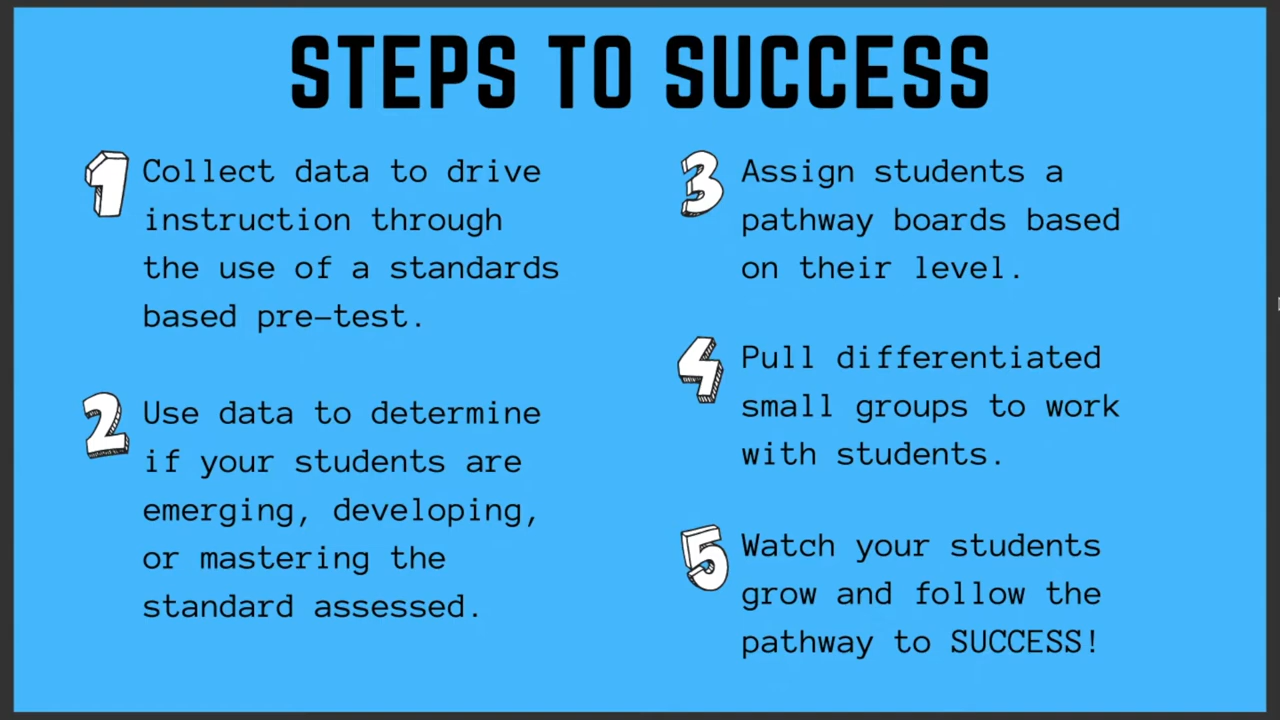 STEPS TO SUCCESS
1 Collect data to drive
instruction through
the use of a standards
based pre-test.
2 Use data to determine
if your students are
emerging, developing,
or mastering the
standard assessed.
3 Assign students a
pathway boards based
on their level.
4 Pull differentiated
small groups to work
with students.
5 Watch your students
grow and follow the
pathway to SUCCESS!